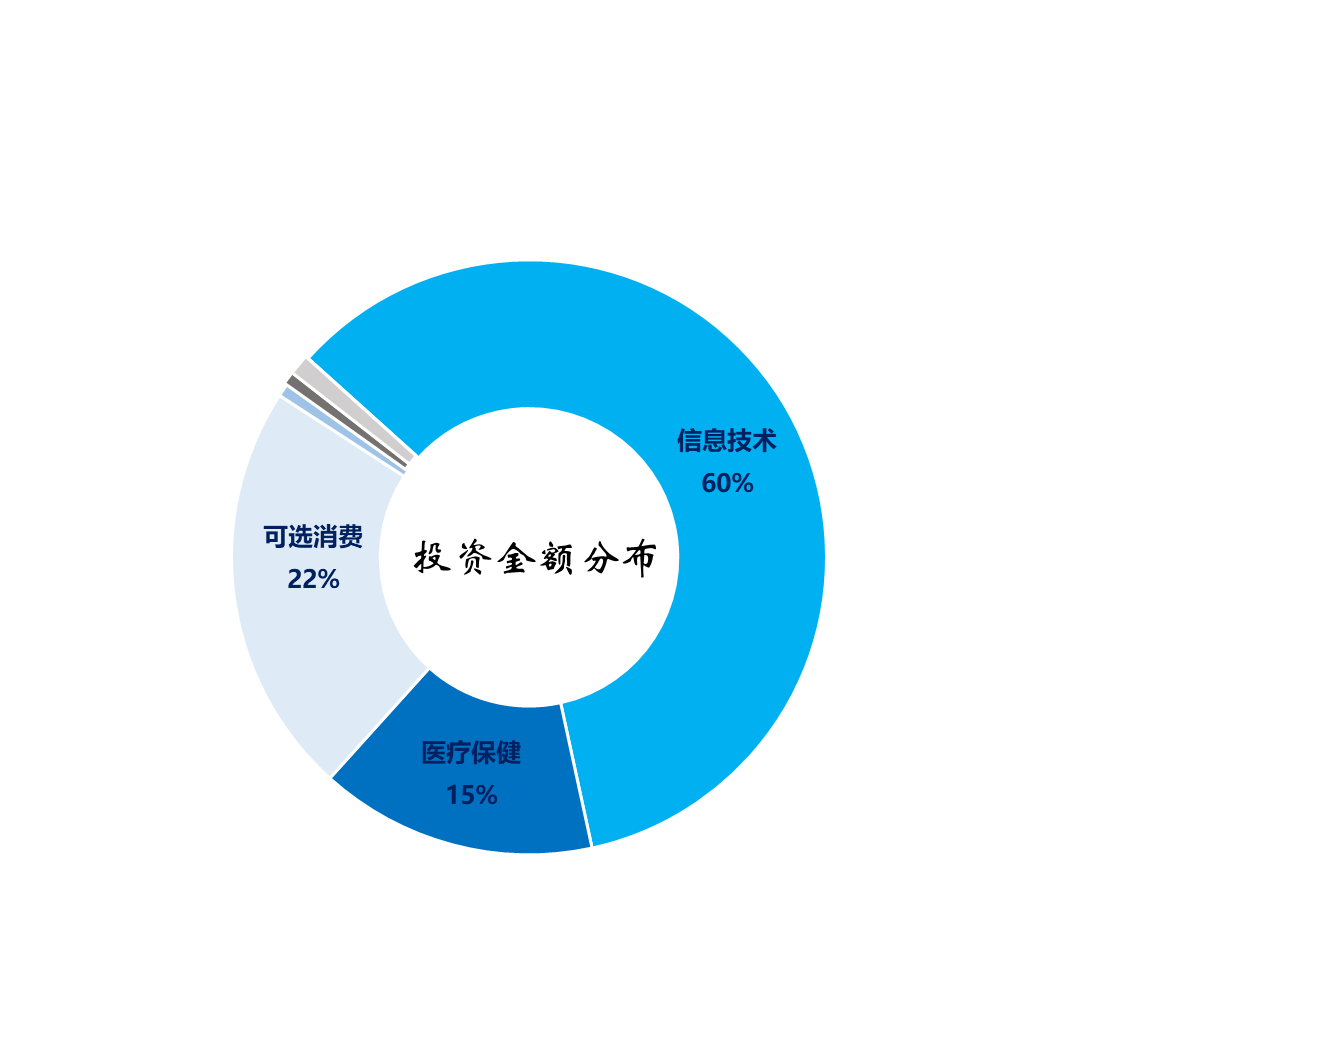 信息技术
60%
可选消费
22%
投资金额分布
医疗保健
15%